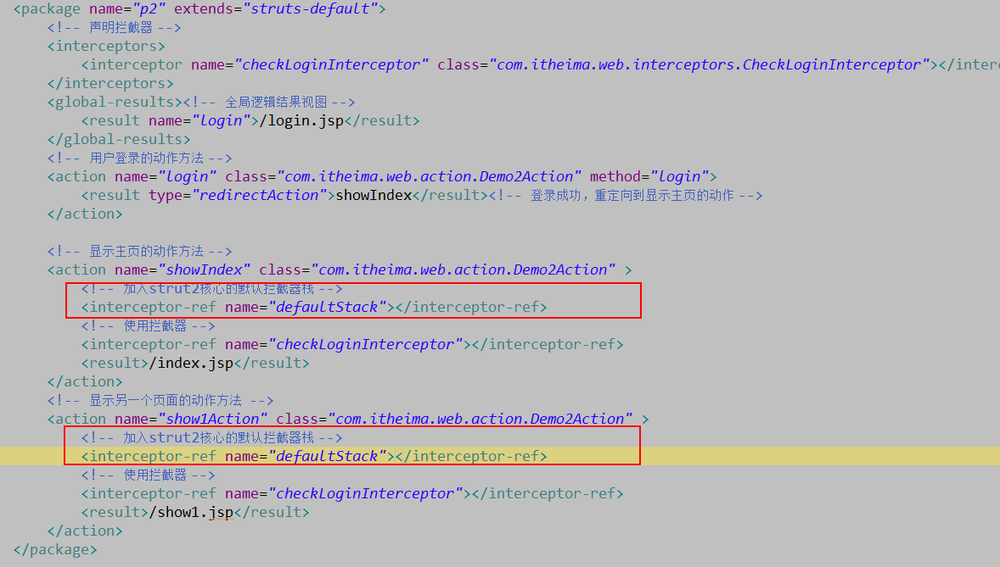 <package name="p2" extends="struts-default">
<!-- 声明拦截器 -->
<interceptors>
<interceptor name="checkLoginInterceptor" class="com.itheima.web.interceptors.CheckLoginInterceptor"></inter
</interceptors>
<global-results><!-- 全局逻辑结果视图 -->
<result name="login">/login.jsp</result>
</global-results>
<!-- 用户登录的动作方法 -->
<action name="login" class="com.itheima.web.action.Demo2Action" method="login">
<result type="redirectAction">showIndex</result><!-- 登录成功，重定向到显示主页的动作 -->
</action>
<!-- 显示主页的动作方法 -->
<action name="showIndex" class="com.itheima.web.action.Demo2Action" >
<!-- 加入strut2核心的默认拦截器栈 -->
<interceptor-ref name="defaultStack"></interceptor-ref>
<!-- 使用拦截器 -->
<interceptor-ref name="checkLoginInterceptor"></interceptor-ref>
<result>/index.jsp</result>
</action>
<!-- 显示另一个页面的动作方法 -->
<action name="show1Action" class="com.itheima.web.action.Demo2Action" >
<!-- 加入strut2核心的默认拦截器栈 -->
<interceptor-ref name="defaultStack"></interceptor-ref>
<!-- 使用拦截器 -->
<interceptor-ref name="checkLoginInterceptor"></interceptor-ref>
<result>/show1.jsp</result>
</action>
</package>